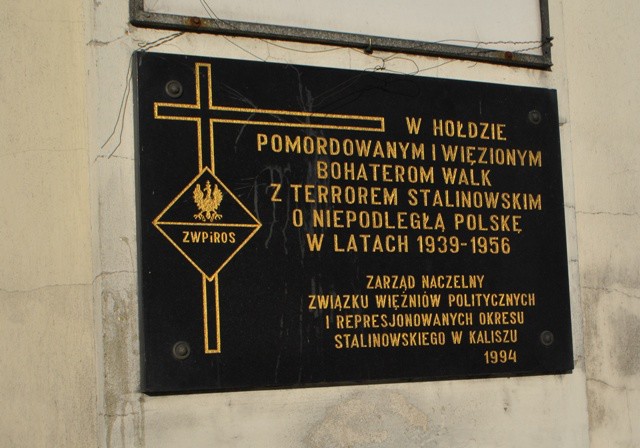 W HOŁDZIE
POMORDOWANYM I WIĘZIONYM
BOHATEROM WALK
Z TERROREM STALINOWSKIM
O NIEPODLEGŁĄ POLSKĘ
W LATACH 1939-1956
ZWPiROS
ZARZĄD NACZELNY
ZWIĄZKU WIĘŹNIÓW POLITYCZNYCH
I REPRESJONOWANYCH OKRESU
STALINOWSKIEGO W KALISZU
1994